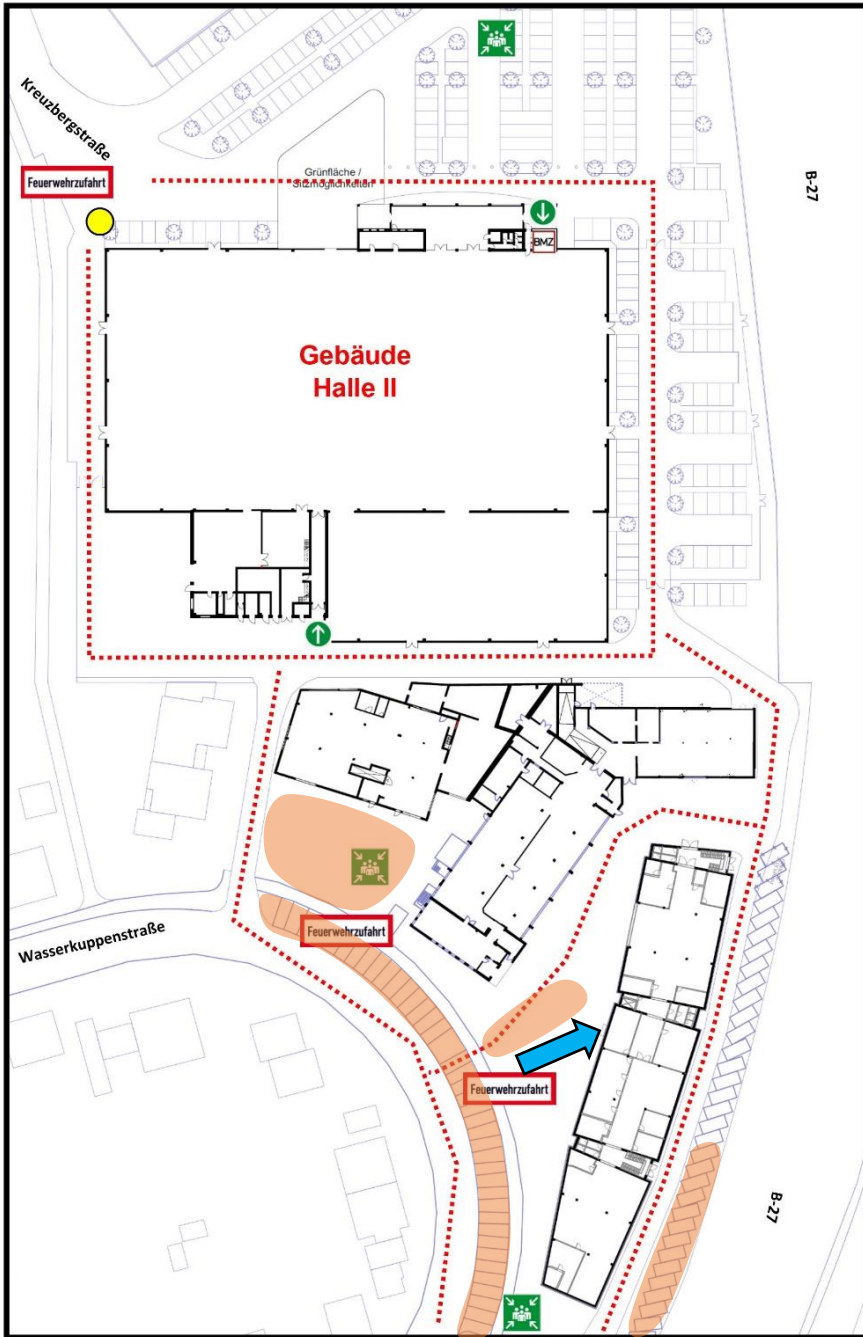 Kreuzbergstraße
Feuerwehrzufahrt
Grünfläche /
Sitzmöglichkeiten
B-27
BMZ
Gebäude
Halle II
Feuerwehrzufahrt
Wasserkuppenstraße
Feuerwehrzufahrt
B-27